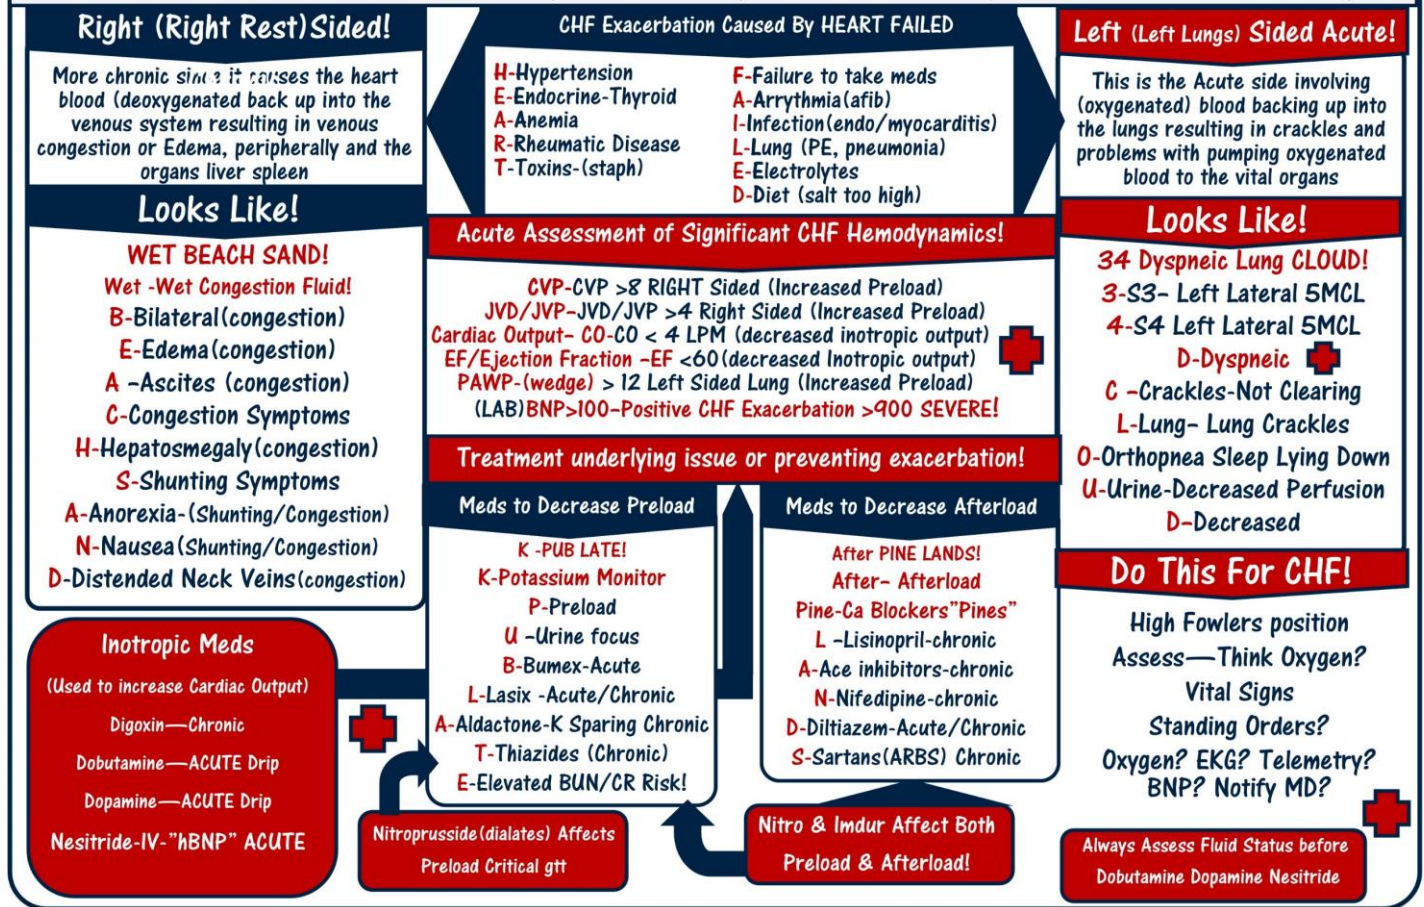 Right (Right Rest)Sided!
More chronic since it causes the heart
blood (deoxygenated back up into the
venous system resulting in venous
congestion or Edema, peripherally and the
organs liver spleen
Looks Like!
WET BEACH SAND!
Wet -Wet Congestion Fluid!
B-Bilateral(congestion)
E-Edema(congestion)
A -Ascites (congestion)
C-Congestion Symptoms
H-Hepatosmegaly(congestion)
S-Shunting Symptoms
A-Anorexia-(Shunting/Congestion)
N-Nausea(Shunting/Congestion)
D-Distended Neck Veins(congestion)
Inotropic Meds
(Used to increase Cardiac Output)
Digoxin—Chronic
Dobutamine—ACUTE Drip
Dopamine—ACUTE Drip
Nesitride-IV-"hBNP" ACUTE
CHF Exacerbation Caused By HEART FAILED
H-Hypertension
E-Endocrine-Thyroid
A-Anemia
R-Rheumatic Disease
T-Toxins-(staph)
F-Failure to take meds
A-Arrythmia(afib)
I-Infection(endo/myocarditis)
L-Lung (PE, pneumonia)
E-Electrolytes
D-Diet (salt too high)
Acute Assessment of Significant CHF Hemodynamics!
CVP-CVP >8 RIGHT Sided (Increased Preload)
JVD/JVP-JVD/JVP >4 Right Sided (Increased Preload)
Cardiac Output- CO-CO < 4 LPM (decreased inotropic output)
EF/Ejection Fraction -EF <60(decreased Inotropic output)
PAWP-(wedge) > 12 Left Sided Lung (Increased Preload)
(LAB)BNP>100-Positive CHF Exacerbation >900 SEVERE!
Treatment underlying issue or preventing exacerbation!
Meds to Decrease Preload
K -PUB LATE!
K-Potassium Monitor
P-Preload
U -Urine focus
B-Bumex-Acute
L-Lasix -Acute/Chronic
A-Aldactone-K Sparing Chronic
T-Thiazides (Chronic)
E-Elevated BUN/CR Risk!
Nitroprusside(dialates) Affects
Preload Critical gtt
Meds to Decrease Afterload
After PINE LANDS!
After- Afterload
Pine-Ca Blockers"Pines"
L -Lisinopril-chronic
A-Ace inhibitors-chronic
N-Nifedipine-chronic
D-Diltiazem-Acute/Chronic
S-Sartans(ARBS) Chronic
Nitro & Imdur Affect Both
Preload & Afterload!
Left (Left Lungs) Sided Acute!
This is the Acute side involving
(oxygenated) blood backing up into
the lungs resulting in crackles and
problems with pumping oxygenated
blood to the vital organs
Looks Like!
34 Dyspneic Lung CLOUD!
3-S3- Left Lateral 5MCL
4-S4 Left Lateral 5MCL
D-Dyspneic
C -Crackles-Not Clearing
L-Lung- Lung Crackles
O-Orthopnea Sleep Lying Down
U-Urine-Decreased Perfusion
D-Decreased
Do This For CHF!
High Fowlers position
Assess—Think Oxygen?
Vital Signs
Standing Orders?
Oxygen? EKG? Telemetry?
BNP? Notify MD?
Always Assess Fluid Status before
Dobutamine Dopamine Nesitride